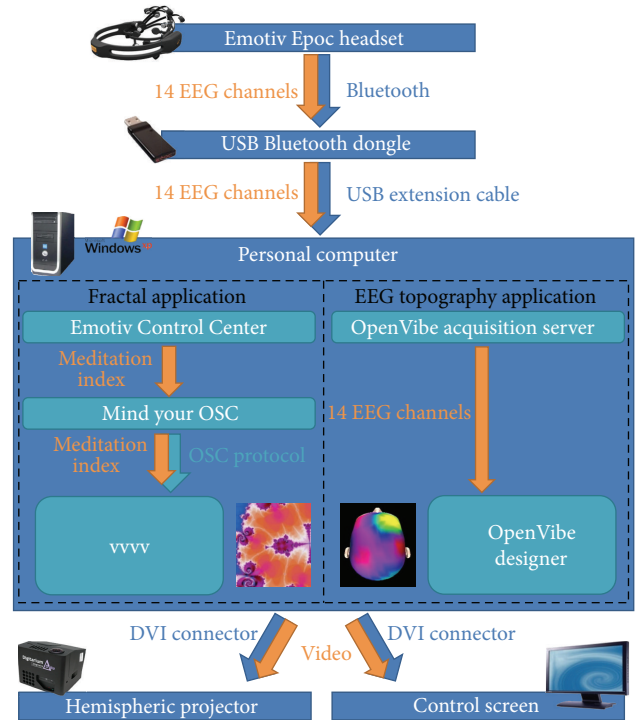 Emotiv Epoc headset
14 EEG channels
Bluetooth
USB Bluetooth dongle
14 EEG channels
USB extension cable
Windows
Personal computer
Fractal application
EEG topography application
Emotiv Control Center
OpenVibe acquisition server
Meditation
index
Mind your OSC
14 EEG channels
Meditation
index
OSC protocol
vvvv
OpenVibe
designer
DVI connector
Video
DVI connector
Digitarium
Hemispheric projector
Control screen